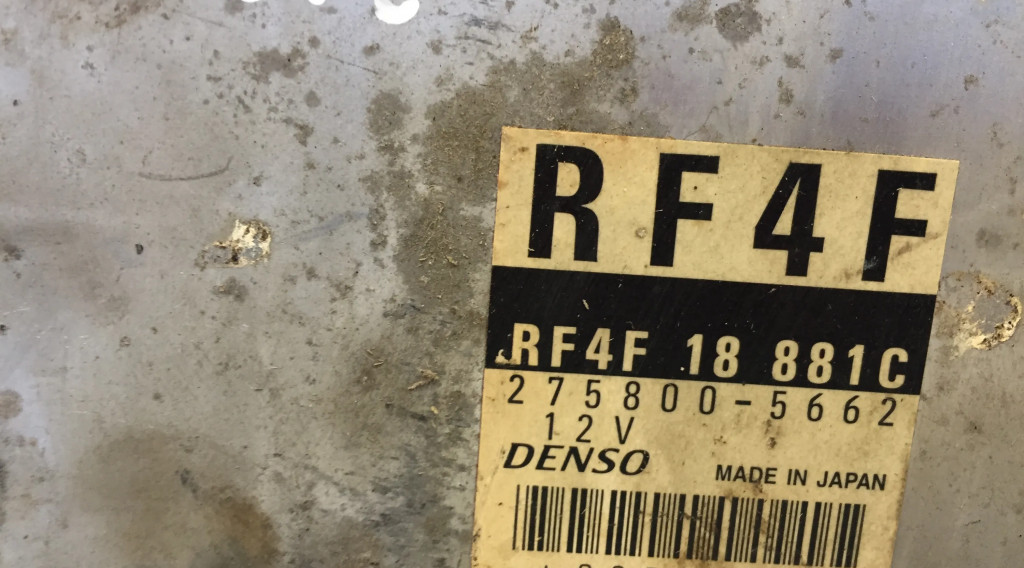 RF4F
RF4F 18 881C
275800-5662
12V
DENSO
MADE IN JAPAN